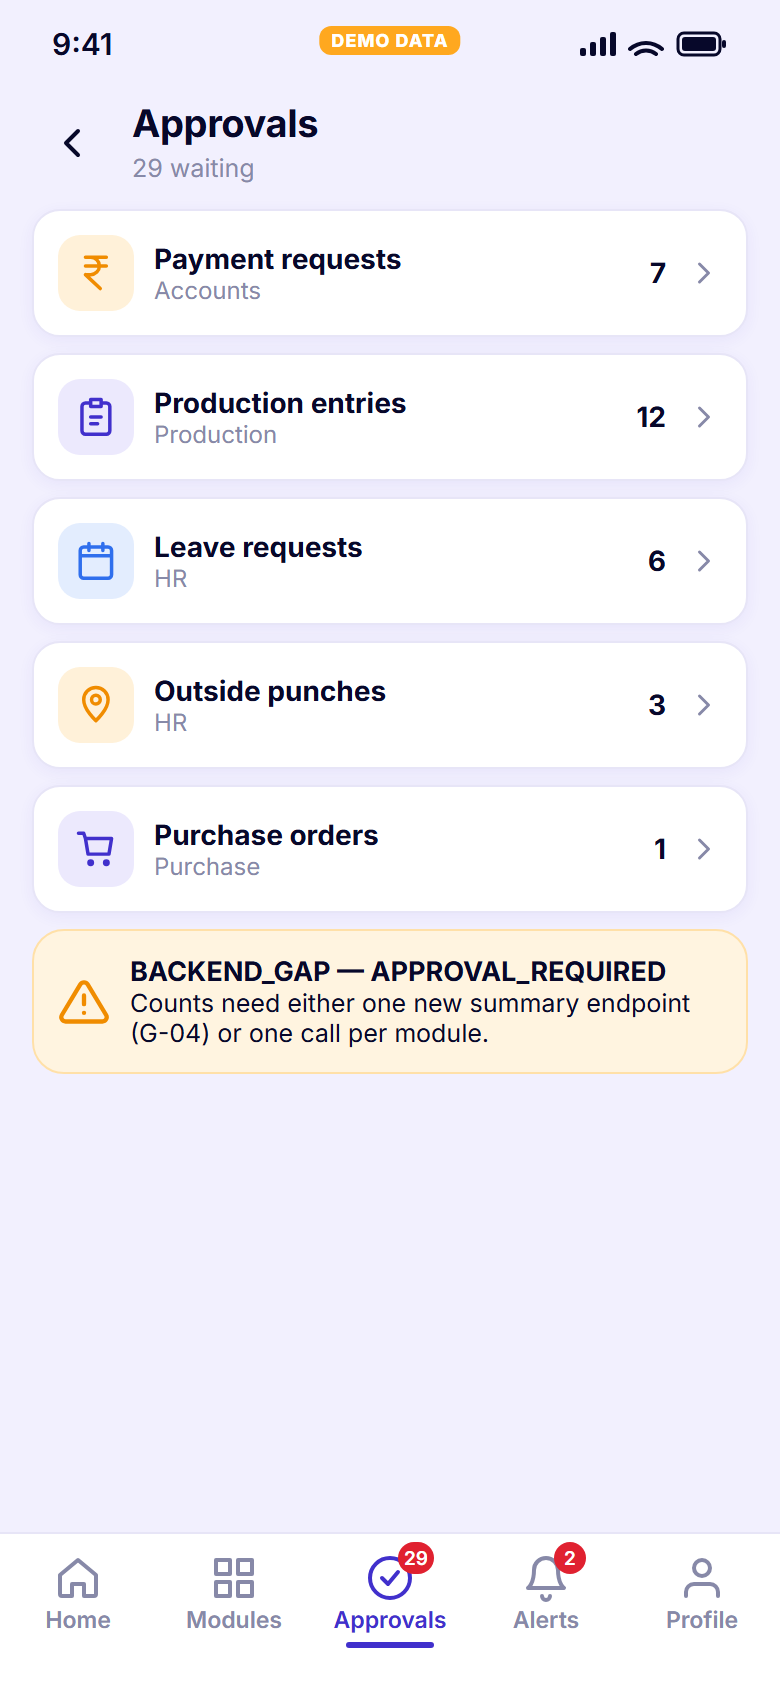 9:41
DEMO DATA
Approvals
29 waiting
₹
Payment requests
Accounts
7
Production entries
Production
12
Leave requests
HR
6
Outside punches
HR
3
Purchase orders
Purchase
1
BACKEND_GAP — APPROVAL_REQUIRED
Counts need either one new summary endpoint
(G-04) or one call per module.
29
2
Home
Modules
Approvals
Alerts
Profile